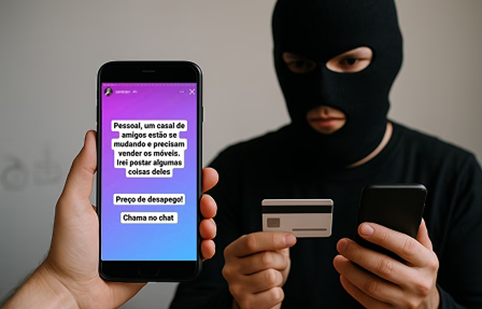 Pessoal, um casal de
amigos estão se
mudando e precisam
vender os móveis.
Irei postar algumas
coisas deles
Preço de desapego!
Chama no chat